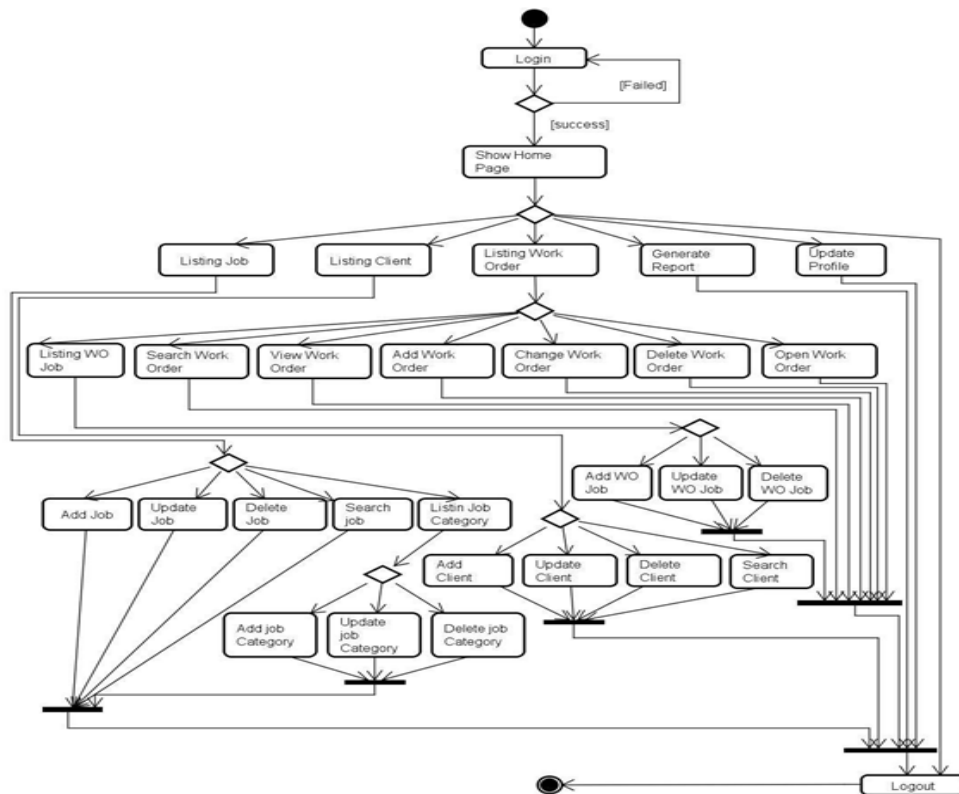 Login
[Failed]
[success]
Show Home
Page
Listing Job
Listing Client
Listing Work
Order
Generate
Report
Update
Profile
Listing WO
Job
Search Work
Order
View Work
Order
Add Work
Order
Change Work
Order
Delete Work
Order
Open Work
Order
Add WO
Job
Update
WO Job
Delete
WO Job
Add Job
Update
Job
Delete
Job
Search
job
Listin Job
Category
Add
Client
Update
Client
Delete
Client
Search
Client
Add job
Category
Update
job
Category
Delete job
Category
Logout